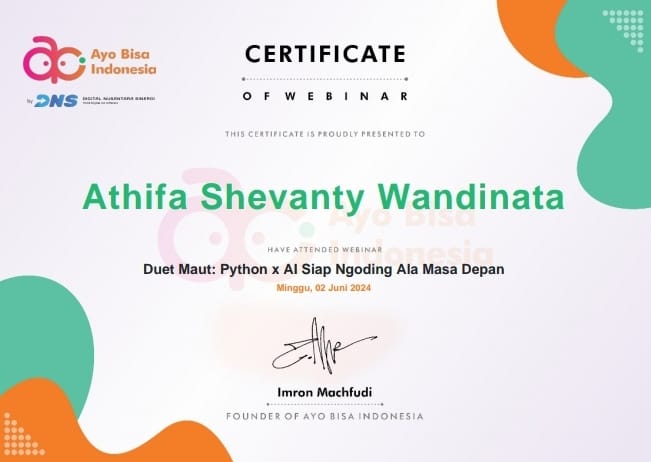 Ayo Bisa
Indonesia
by DNS DIGITAL NUSANTARA SINERGI
CERTIFICATE
OF WEBINAR
THIS CERTIFICATE IS PROUDLY PRESENTED TO
Athifa Shevanty Wandinata
Ayo Bisa
Indonesia
HAVE ATTENDED WEBINAR
Duet Maut: Python x AI Siap Ngoding Ala Masa Depan
Minggu, 02 Juni 2024
Imron Machfudi
FOUNDER OF AYO BISA INDONESIA